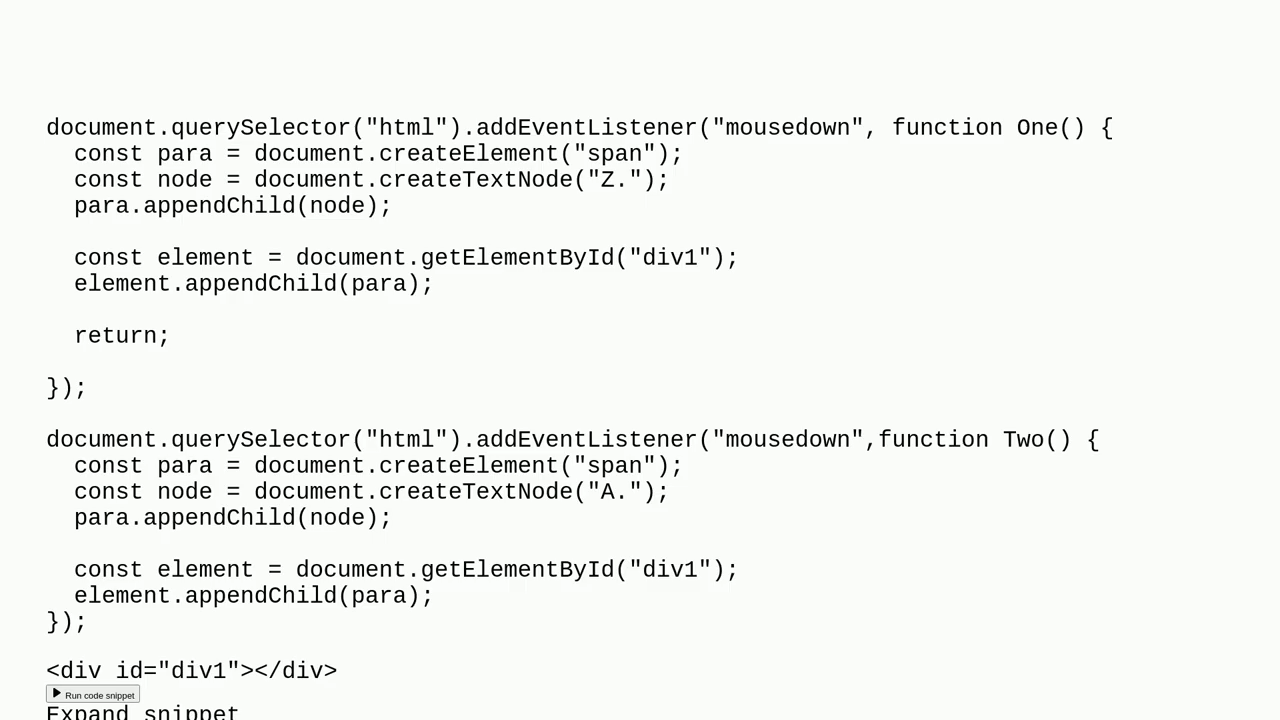 document.querySelector("html").addEventListener("mousedown", function One() {
  const para = document.createElement("span");
  const node = document.createTextNode("Z.");
  para.appendChild(node);

  const element = document.getElementById("div1");
  element.appendChild(para);

  return;

});

document.querySelector("html").addEventListener("mousedown",function Two() {
  const para = document.createElement("span");
  const node = document.createTextNode("A.");
  para.appendChild(node);

  const element = document.getElementById("div1");
  element.appendChild(para);
});

<div id="div1"></div>
Run code snippet
Expand snippet